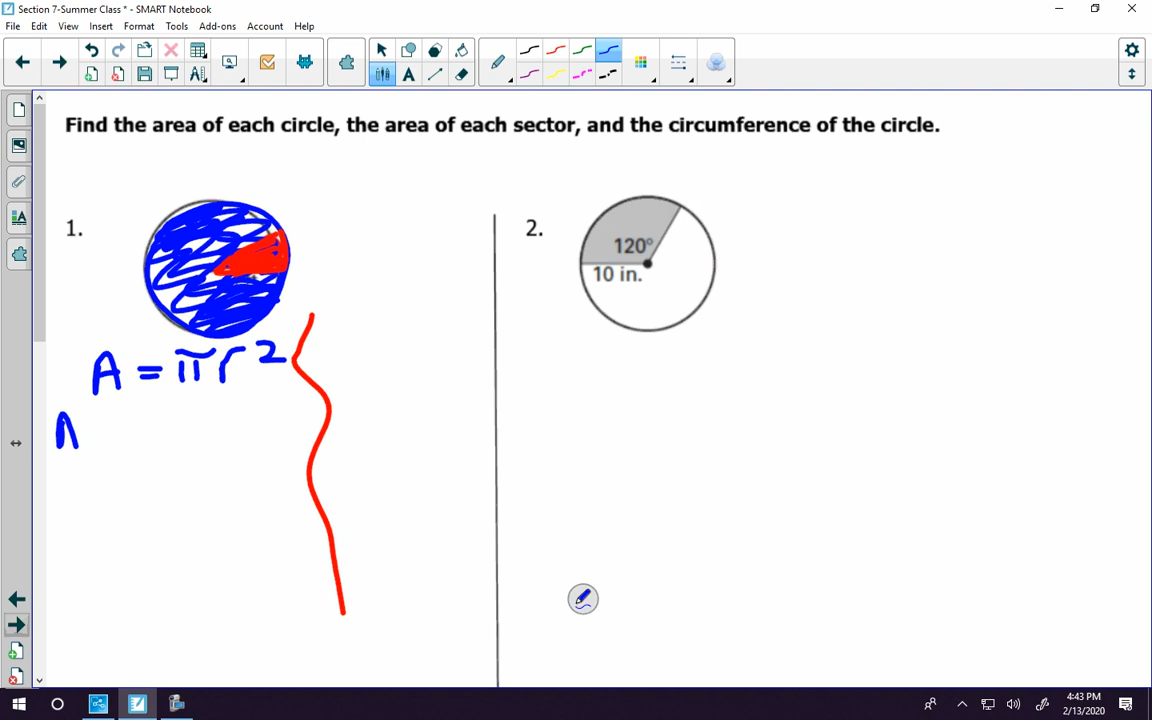 Section 7-Summer Class * - SMART Notebook
File Edit View Insert Format Tools Add-ons Account Help
Find the area of each circle, the area of each sector, and the circumference of the circle.
1.
2.
120°
10 in.
A = πr²
4:43 PM
2/13/2020